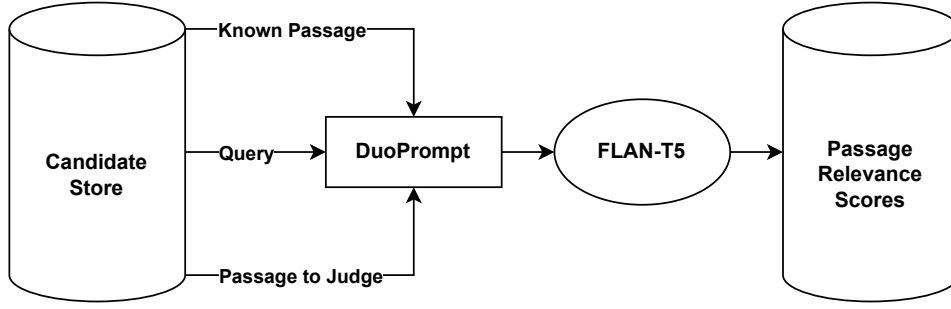 Known Passage
Candidate
Store
Query
DuoPrompt
FLAN-T5
Passage
Relevance
Scores
Passage to Judge